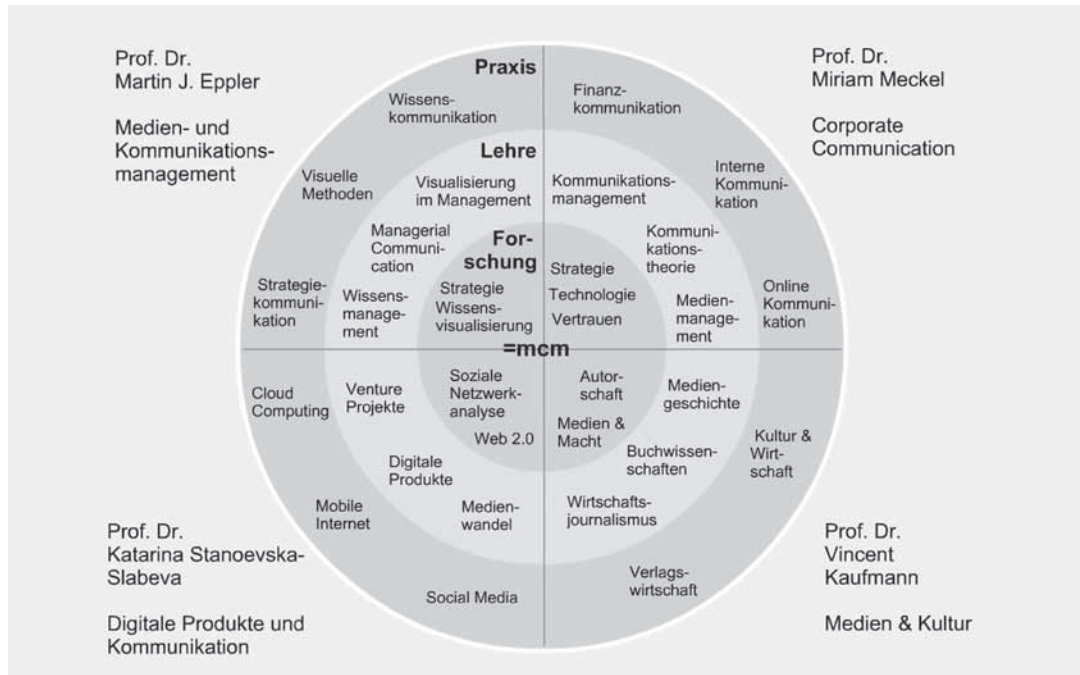 Prof. Dr.
Martin J. Eppler
Medien- und
Kommunikations-
management
Prof. Dr.
Miriam Meckel
Corporate
Communication
Praxis
Wissens-
kommunikation
Visuelle
Methoden
Strategie-
kommuni-
kation
Finanz-
kommunikation
Interne
Kommuni-
kation
Online
Kommuni-
kation
Lehre
Visualisierung
im Management
Managerial
Communi-
cation
Wissens-
manage-
ment
Kommunikations-
management
Kommuni-
kations-
theorie
Medien-
manage-
ment
For-
schung
Strategie
Wissens-
visualisierung
Strategie
Technologie
Vertrauen
=mcm
Soziale
Netzwerk-
analyse
Web 2.0
Autor-
schaft
Medien &
Macht
Venture
Projekte
Digitale
Produkte
Medien-
wandel
Medien-
geschichte
Buchwissen-
schaften
Wirtschafts-
journalismus
Cloud
Computing
Mobile
Internet
Social Media
Kultur &
Wirt-
schaft
Verlags-
wirtschaft
Prof. Dr.
Katarina Stanoevska-
Slabeva
Digitale Produkte und
Kommunikation
Prof. Dr.
Vincent
Kaufmann
Medien & Kultur